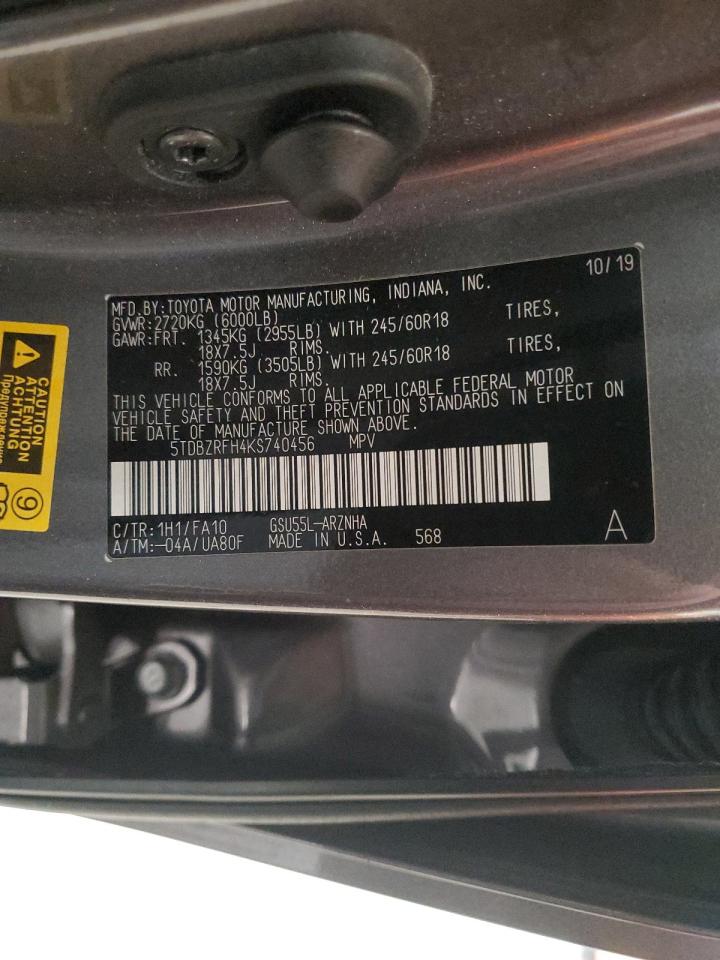 MFD.BY:TOYOTA MOTOR MANUFACTURING, INDIANA, INC. 10/19
GVWR:2720KG (6000LB)
GAWR:FRT. 1345KG (2955LB) WITH 245/60R18 TIRES,
18X7.5J RIMS.
RR. 1590KG (3505LB) WITH 245/60R18 TIRES,
18X7.5J RIMS.
THIS VEHICLE CONFORMS TO ALL APPLICABLE FEDERAL MOTOR
VEHICLE SAFETY AND THEFT PREVENTION STANDARDS IN EFFECT ON
THE DATE OF MANUFACTURE SHOWN ABOVE.
5TDBZRFH4KS740456 MPV
C/TR:1H1/FA10 GSU55L-ARZNHA
A/TM:-04A/UA80F MADE IN U.S.A. 568 A
CAUTION
ATTENTION
ACHTUNG
9